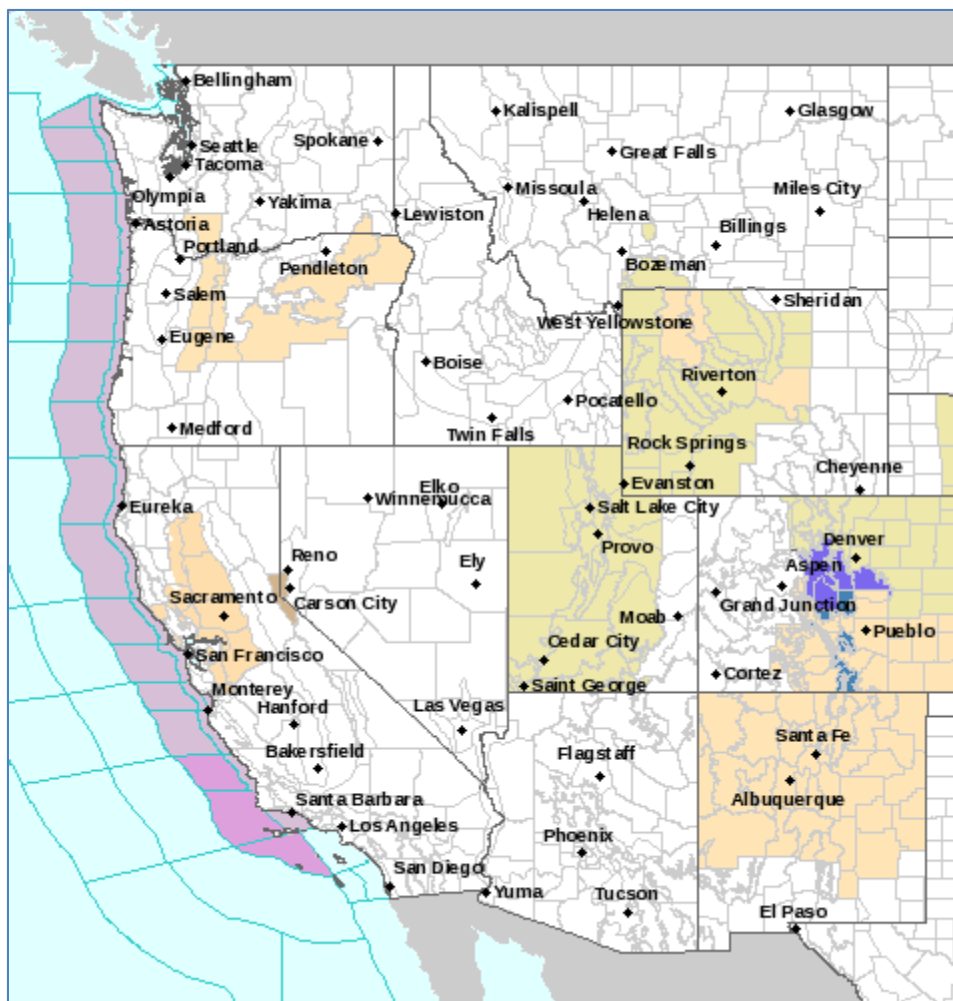 Bellingham
Kalispell
Glasgow
Seattle
Spokane
Great Falls
Tacoma
Missoula
Miles City
Olympia
Yakima
Lewiston
Helena
Astoria
Billings
Portland
Pendleton
Bozeman
Salem
Sheridan
West Yellowstone
Eugene
Boise
Riverton
Pocatello
Medford
Twin Falls
Rock Springs
Cheyenne
Elko
Winnemucca
Evanston
Eureka
Salt Lake City
Provo
Denver
Reno
Ely
Aspen
Sacramento
Carson City
Grand Junction
Moab
Pueblo
Cedar City
San Francisco
Cortez
Saint George
Monterey
Hanford
Las Vegas
Santa Fe
Bakersfield
Flagstaff
Albuquerque
Santa Barbara
Los Angeles
Phoenix
San Diego
Yuma
Tucson
El Paso